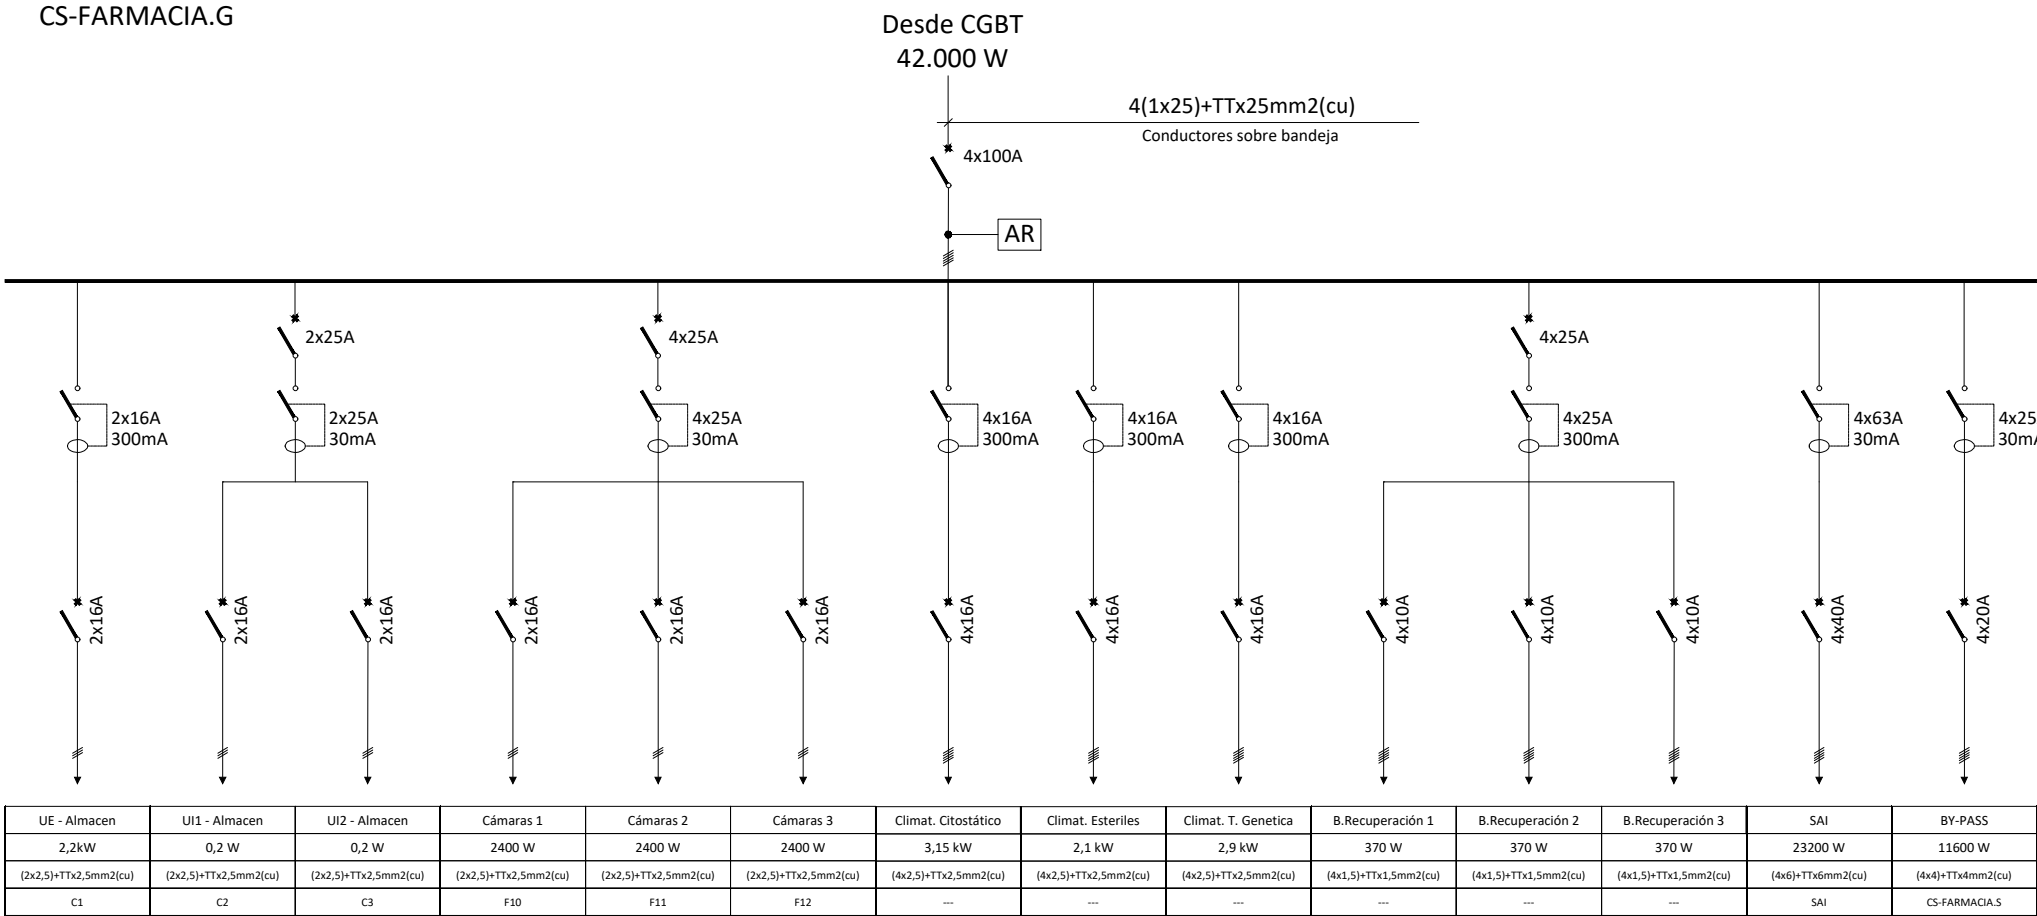 CS-FARMACIA.G
Desde CGBT
42.000 W
4(1x25)+TTx25mm2(cu)
Conductores sobre bandeja
4x100A
AR
2x25A
4x25A
4x25A
2x16A
300mA
2x25A
30mA
4x25A
30mA
4x16A
300mA
4x16A
300mA
4x16A
300mA
4x25A
300mA
4x63A
30mA
4x25
30mA
2x16A
2x16A
2x16A
2x16A
2x16A
2x16A
4x16A
4x16A
4x16A
4x10A
4x10A
4x10A
4x40A
4x20A
UE - Almacen UI1 - Almacen UI2 - Almacen Cámaras 1 Cámaras 2 Cámaras 3 Climat. Citostático Climat. Esteriles Climat. T. Genetica B.Recuperación 1 B.Recuperación 2 B.Recuperación 3 SAI BY-PASS
2,2kW 0,2 W 0,2 W 2400 W 2400 W 2400 W 3,15 kW 2,1 kW 2,9 kW 370 W 370 W 370 W 23200 W 11600 W
(2x2,5)+TTx2,5mm2(cu) (2x2,5)+TTx2,5mm2(cu) (2x2,5)+TTx2,5mm2(cu) (2x2,5)+TTx2,5mm2(cu) (2x2,5)+TTx2,5mm2(cu) (2x2,5)+TTx2,5mm2(cu) (4x2,5)+TTx2,5mm2(cu) (4x2,5)+TTx2,5mm2(cu) (4x2,5)+TTx2,5mm2(cu) (4x1,5)+TTx1,5mm2(cu) (4x1,5)+TTx1,5mm2(cu) (4x1,5)+TTx1,5mm2(cu) (4x6)+TTx6mm2(cu) (4x4)+TTx4mm2(cu)
C1 C2 C3 F10 F11 F12 --- --- --- --- --- --- SAI CS-FARMACIA.S